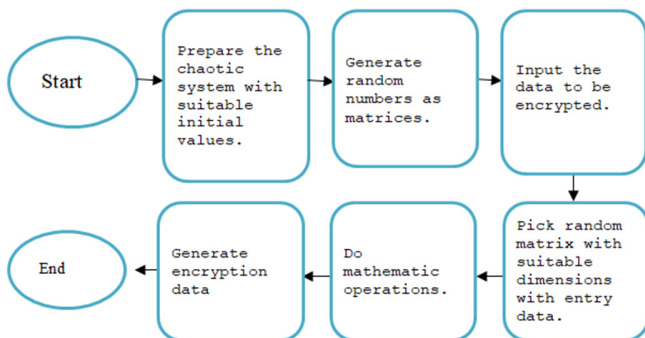 Start
Prepare the
chaotic
system with
suitable
initial
values.
Generate
random
numbers as
matrices.
Input the
data to be
encrypted.
Pick random
matrix with
suitable
dimensions
with entry
data.
Do
mathematic
operations.
Generate
encryption
data
End